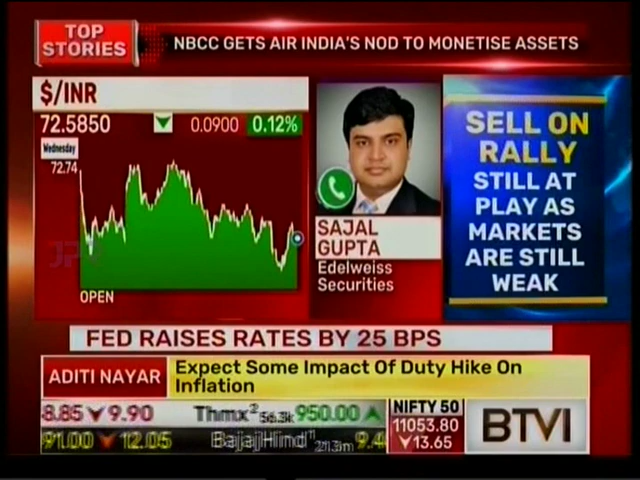 TOP
STORIES
NBCC GETS AIR INDIA'S NOD TO MONETISE ASSETS
$/INR
72.5850 0.0900 0.12%
Wednesday
72.74
OPEN
SAJAL
GUPTA
Edelweiss
Securities
SELL ON
RALLY
STILL AT
PLAY AS
MARKETS
ARE STILL
WEAK
FED RAISES RATES BY 25 BPS
ADITI NAYAR
Expect Some Impact Of Duty Hike On
Inflation
8.85 9.90 Thmx² 56.3k 950.00
91.00 12.05 BajajHind
NIFTY 50
11053.80
13.65
BTVI